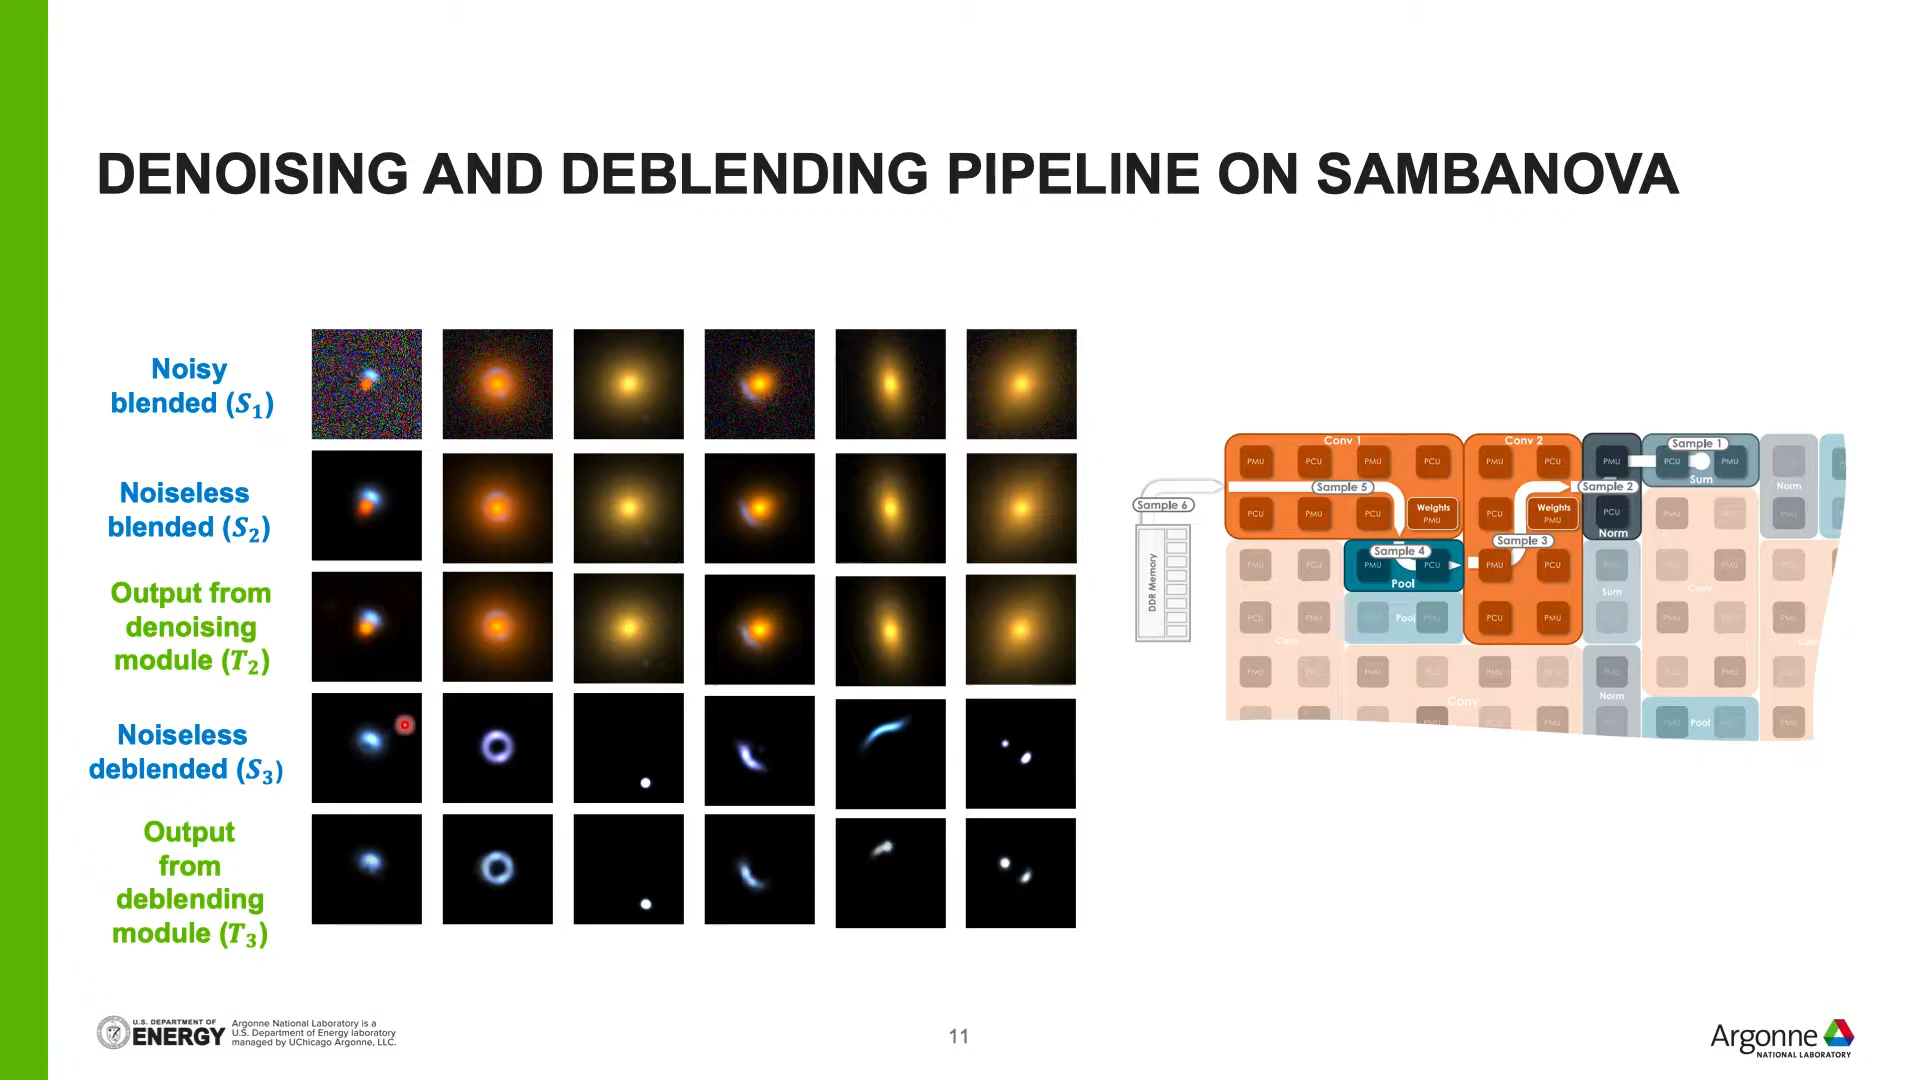 DENOISING AND DEBLENDING PIPELINE ON SAMBANOVA
Noisy
blended (S₁)
Noiseless
blended (S₂)
Output from
denoising
module (T₂)
Noiseless
deblended (S₃)
Output
from
deblending
module (T₃)
Conv 1
Conv 2
Sample 1
PMU PCU PMU PCU PMU PCU PMU PCU PMU
Sum
Norm
Sample 6
Sample 5
Sample 2
PCU PMU PCU
Weights
PMU
PCU
Weights
PMU
PCU
Norm
PMU
PMU
DDR Memory
Sample 4
Sample 3
PMU PCU PMU PCU PMU PCU
Pool
Sum
Conv
PCU PMU
Pool
PMU
PCU PMU
PMU
Conv
PMU
PMU
PMU
Norm
Conv
PMU
Pool
PMU
U.S. DEPARTMENT OF
ENERGY
Argonne National Laboratory is a
U.S. Department of Energy laboratory
managed by UChicago Argonne, LLC.
11
Argonne
NATIONAL LABORATORY